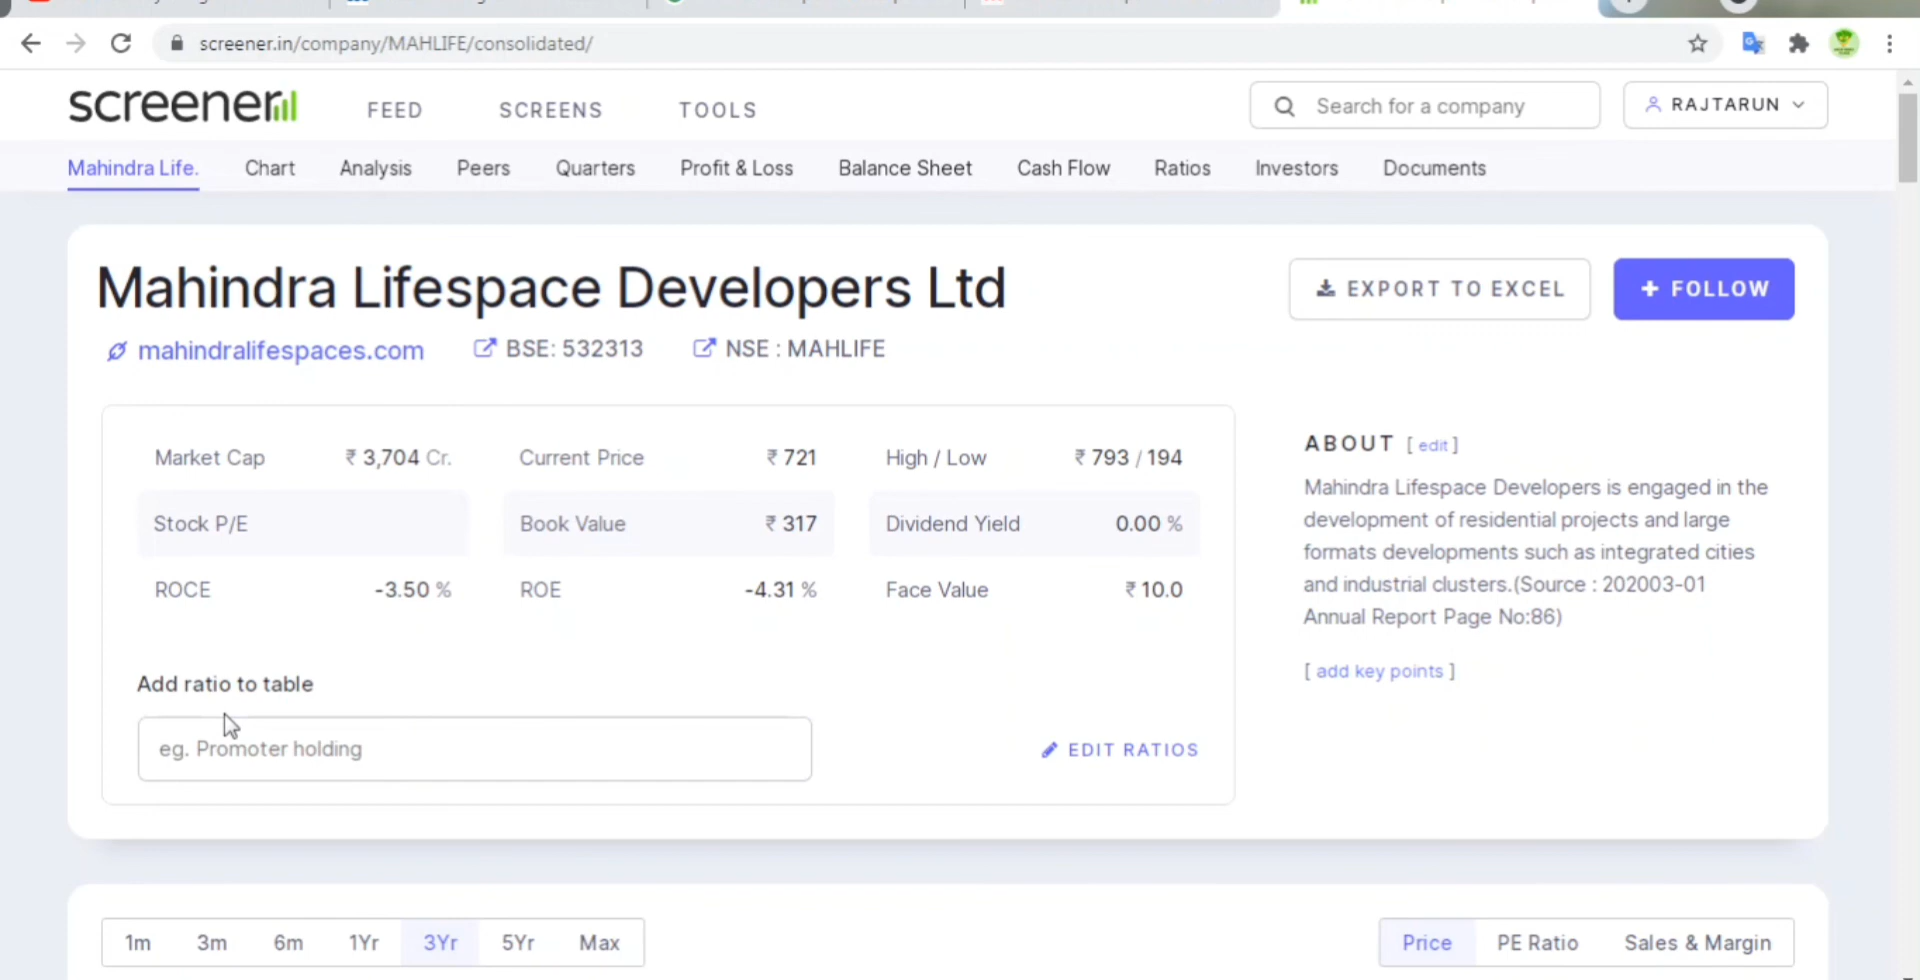 screener.in/company/MAHLIFE/consolidated/
screener FEED SCREENS TOOLS Search for a company RAJTARUN
Mahindra Life. Chart Analysis Peers Quarters Profit & Loss Balance Sheet Cash Flow Ratios Investors Documents
Mahindra Lifespace Developers Ltd EXPORT TO EXCEL + FOLLOW
mahindralifespaces.com BSE: 532313 NSE : MAHLIFE
Market Cap ₹ 3,704 Cr. Current Price ₹ 721 High / Low ₹ 793 / 194
Stock P/E Book Value ₹ 317 Dividend Yield 0.00 %
ROCE -3.50 % ROE -4.31 % Face Value ₹ 10.0
Add ratio to table
eg. Promoter holding EDIT RATIOS
ABOUT [ edit ]
Mahindra Lifespace Developers is engaged in the
development of residential projects and large
formats developments such as integrated cities
and industrial clusters.(Source : 202003-01
Annual Report Page No:86)
[ add key points ]
1m 3m 6m 1Yr 3Yr 5Yr Max Price PE Ratio Sales & Margin